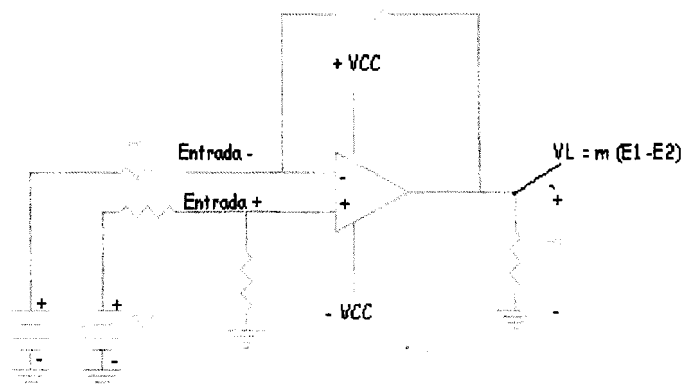 + VCC
Entrada -
VL = m (E1 -E2)
-
Entrada +
+
+
+
+
- VCC
-
-
-